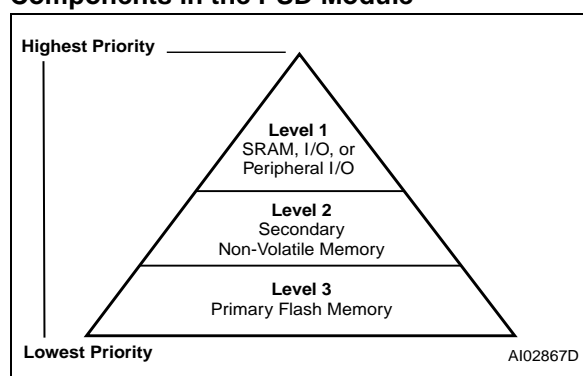 Components in the PSD Module
Highest Priority
Level 1
SRAM, I/O, or
Peripheral I/O
Level 2
Secondary
Non-Volatile Memory
Level 3
Primary Flash Memory
Lowest Priority
AI02867D